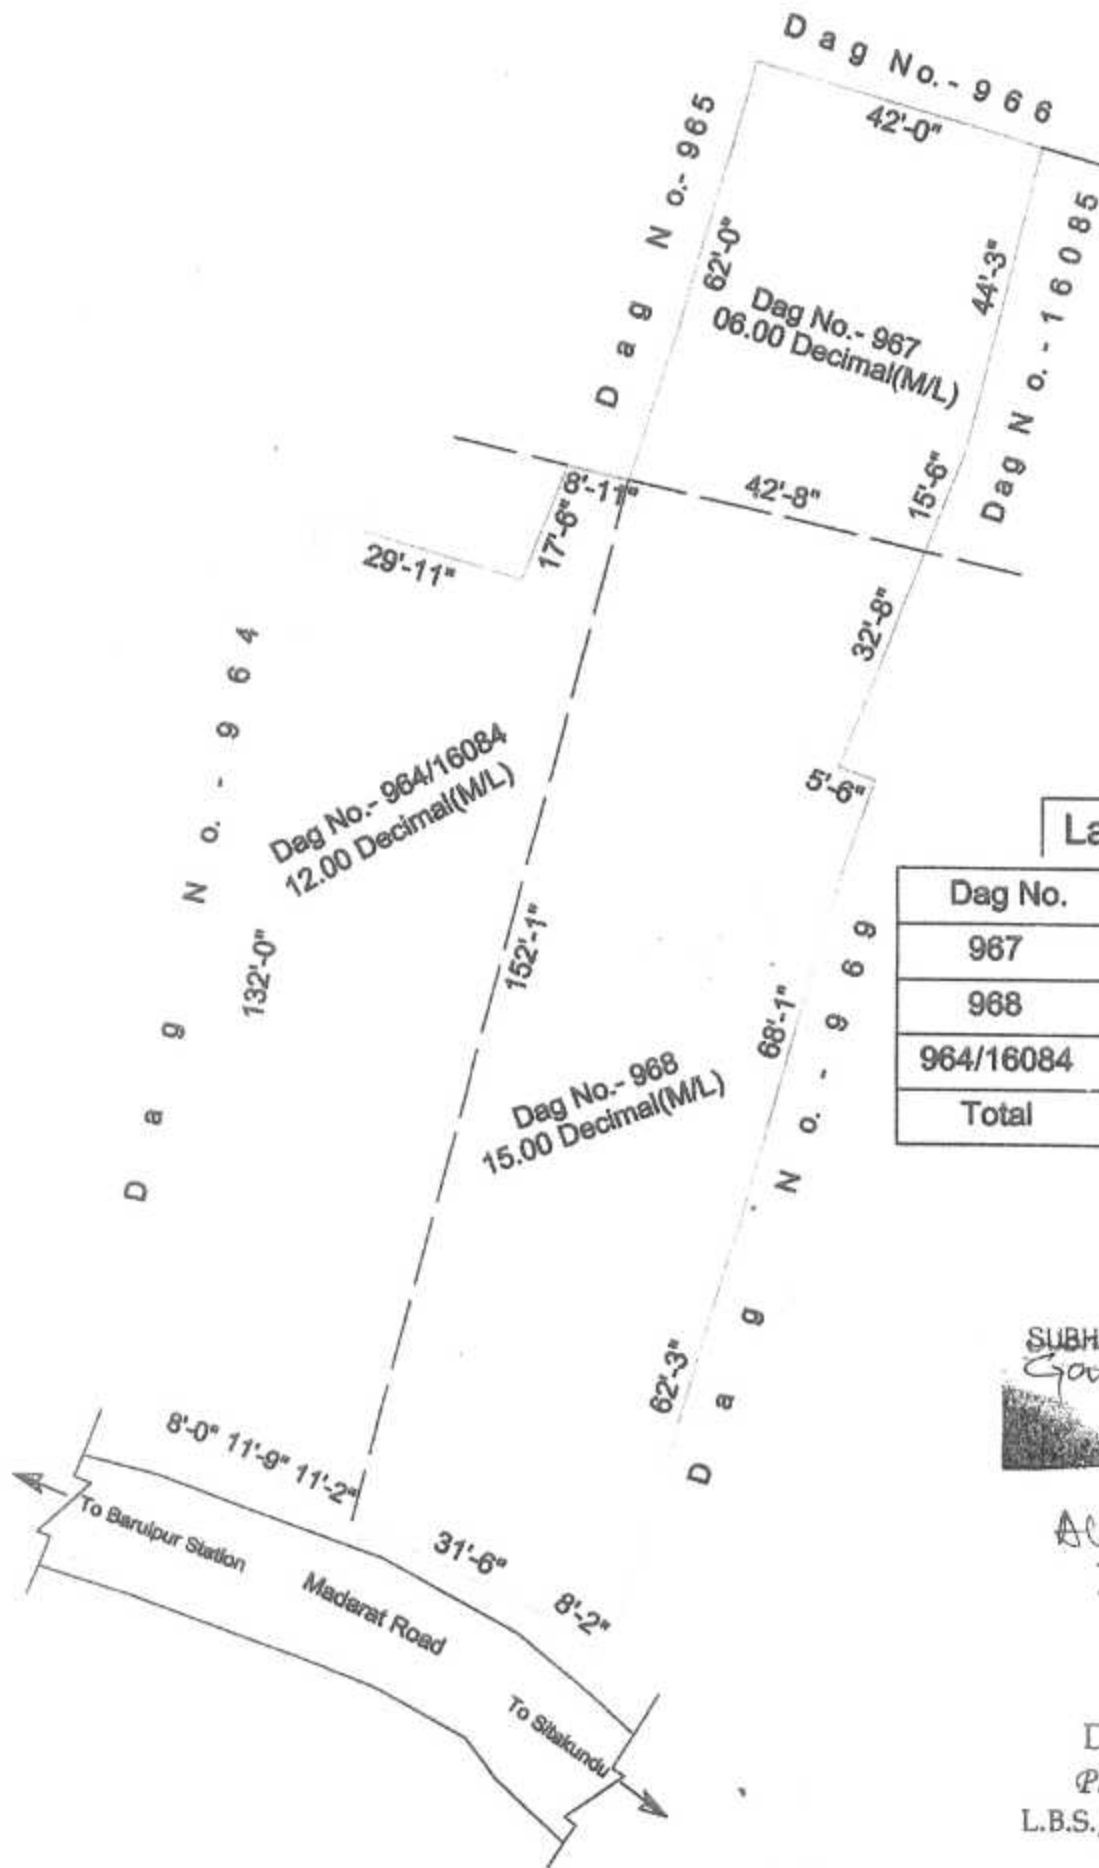 Dag No.- 966
42'-0"
Dag No.- 965
62'-0"
44'-3"
Dag No.- 16085
Dag No.- 967
06.00 Decimal(M/L)
15'-6"
8'-11"
42'-8"
17'-6"
29'-11"
32'-8"
Dag No.- 964
Dag No.- 964/16084
12.00 Decimal(M/L)
5'-6"
132'-0"
152'-1"
68'-1"
Dag No.- 969
Dag No.- 968
15.00 Decimal(M/L)
62'-3"
Dag No.
967
968
964/16084
Total
8'-0" 11'-9" 11'-2"
31'-6"
8'-2"
To Baruipur Station
Madarat Road
To Sitakundu
L.B.S.